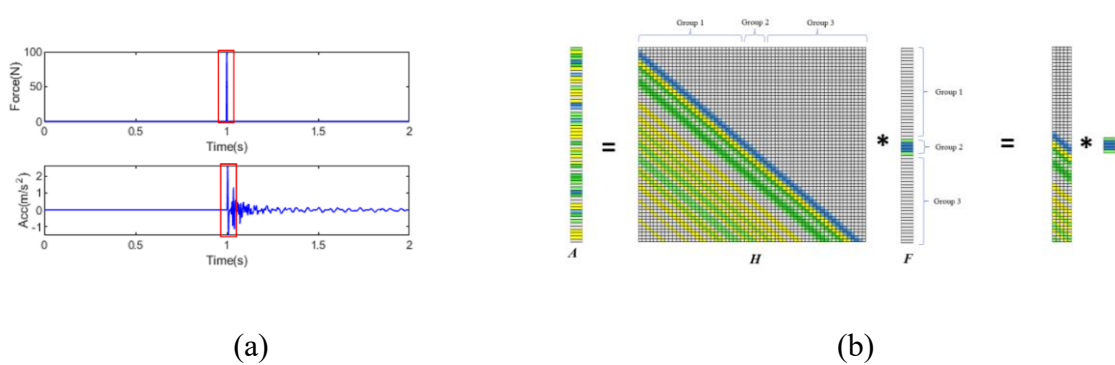 100
50
0
Force(N)
0
0.5
1
1.5
2
Time(s)
2
1
0
-1
Acc(m/s²)
0
0.5
1
1.5
2
Time(s)
(a)
Group 1
Group 2
Group 3
=
*
Group 1
Group 2
Group 3
=
*
A
H
F
(b)